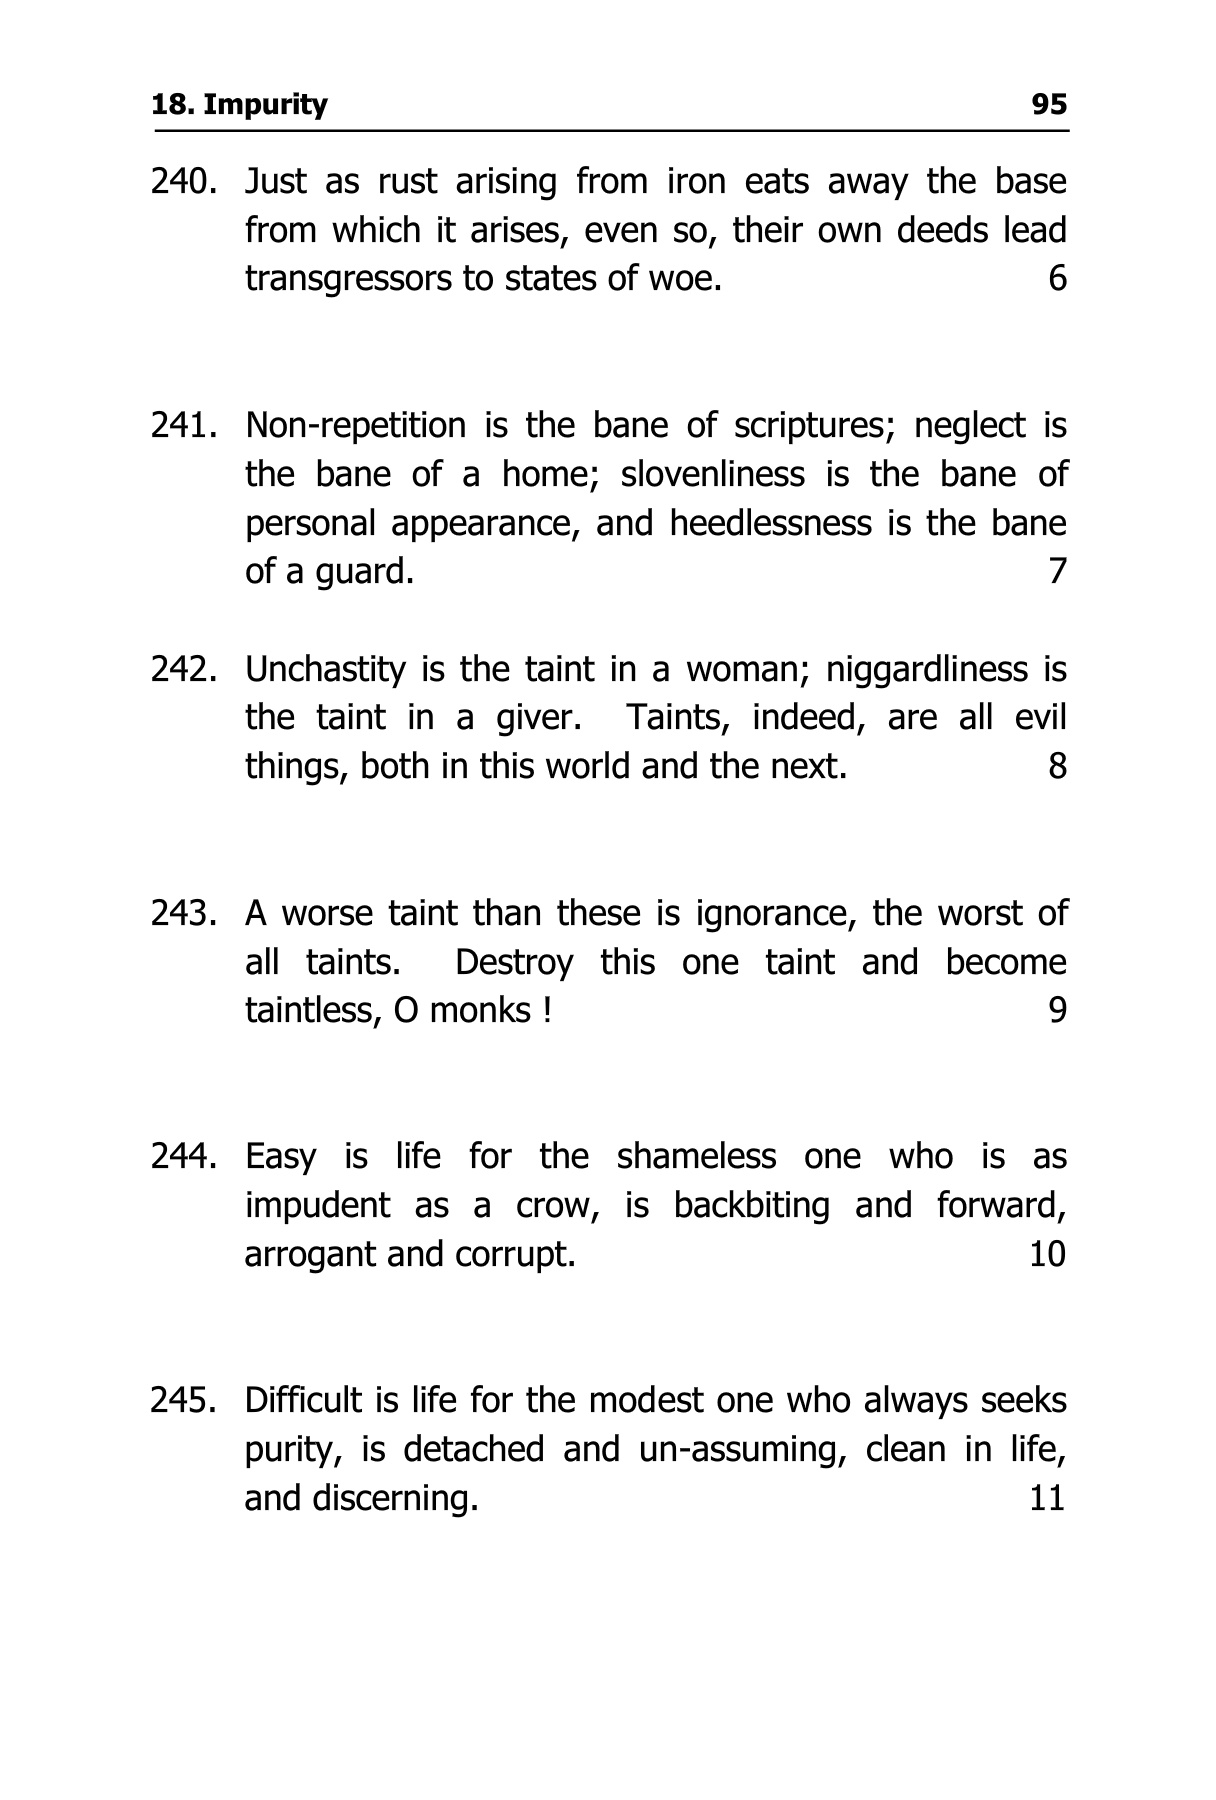 18. Impurity 95
240. Just as rust arising from iron eats away the base
from which it arises, even so, their own deeds lead
transgressors to states of woe. 6
241. Non-repetition is the bane of scriptures; neglect is
the bane of a home; slovenliness is the bane of
personal appearance, and heedlessness is the bane
of a guard. 7
242. Unchastity is the taint in a woman; niggardliness is
the taint in a giver. Taints, indeed, are all evil
things, both in this world and the next. 8
243. A worse taint than these is ignorance, the worst of
all taints. Destroy this one taint and become
taintless, O monks ! 9
244. Easy is life for the shameless one who is as
impudent as a crow, is backbiting and forward,
arrogant and corrupt. 10
245. Difficult is life for the modest one who always seeks
purity, is detached and un-assuming, clean in life,
and discerning. 11